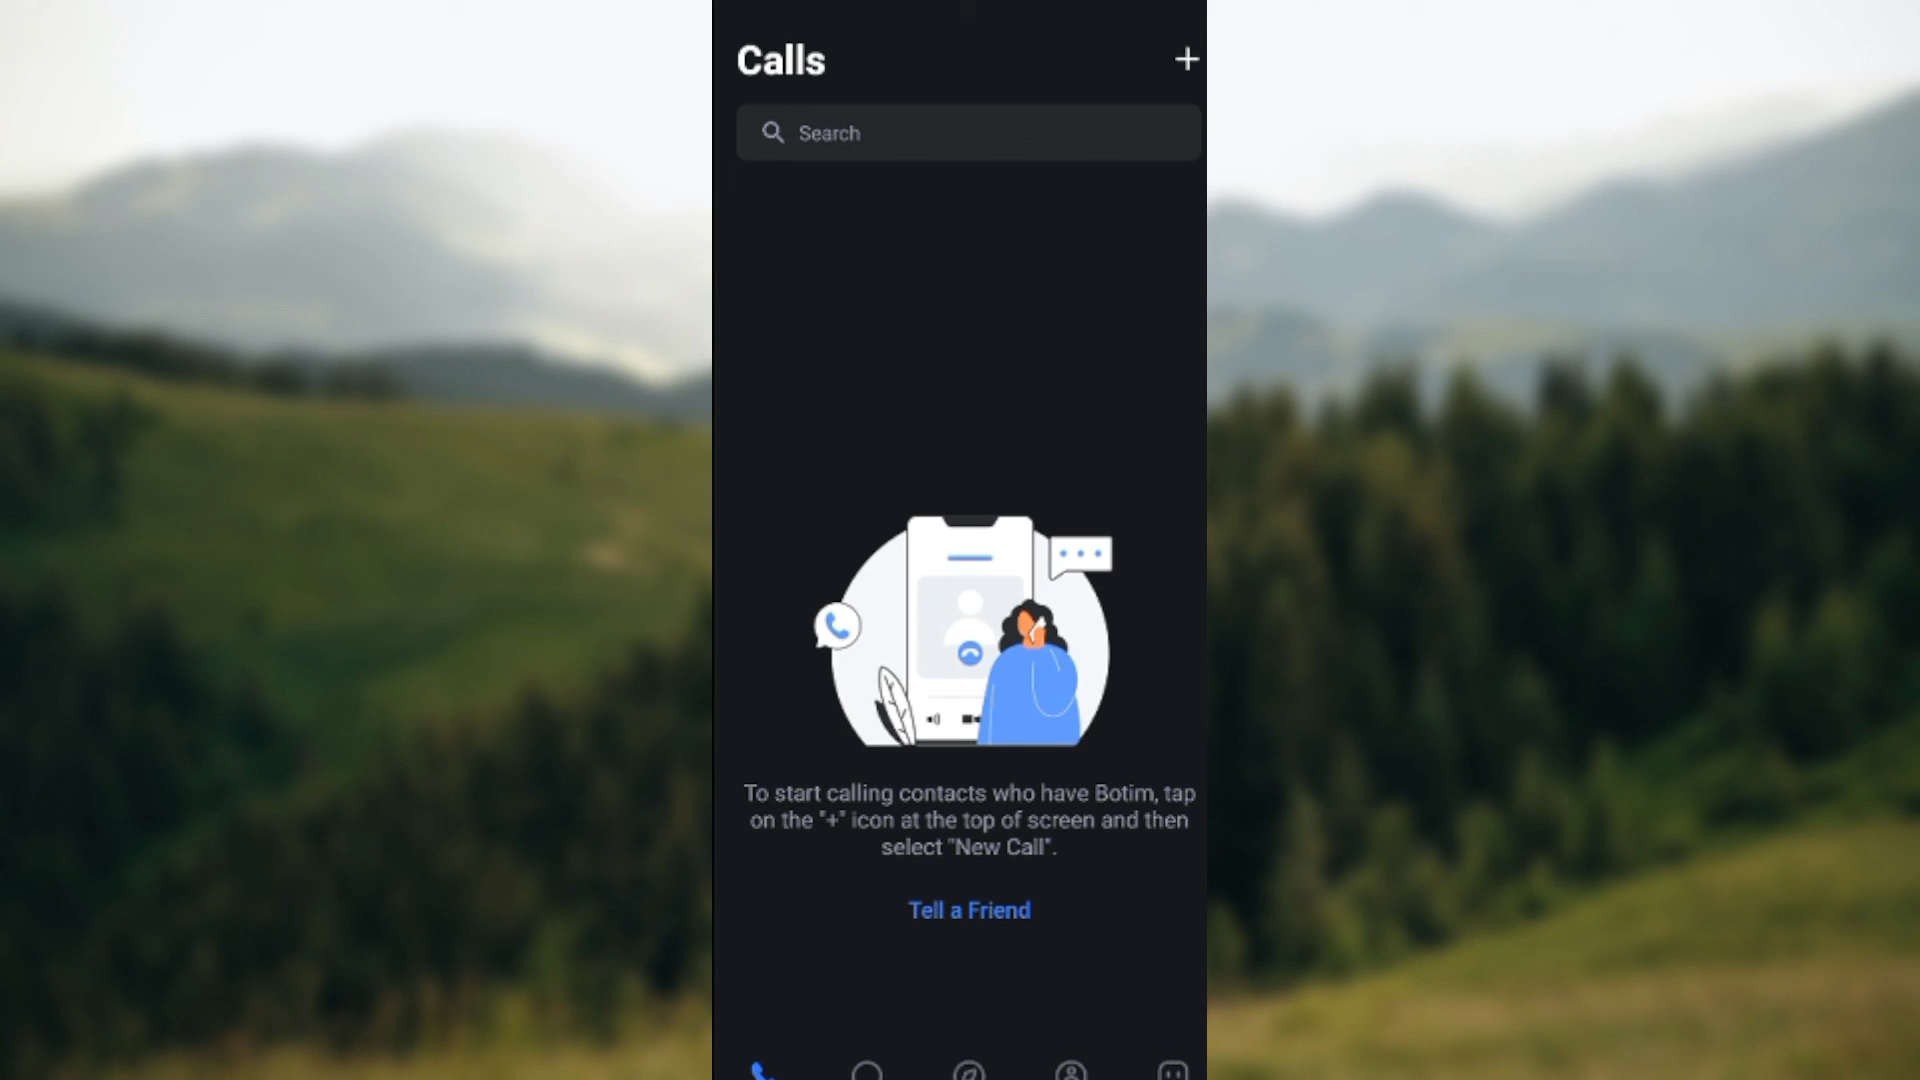 Calls
Search
To start calling contacts who have Botim, tap
on the "+" icon at the top of screen and then
select "New Call".
Tell a Friend